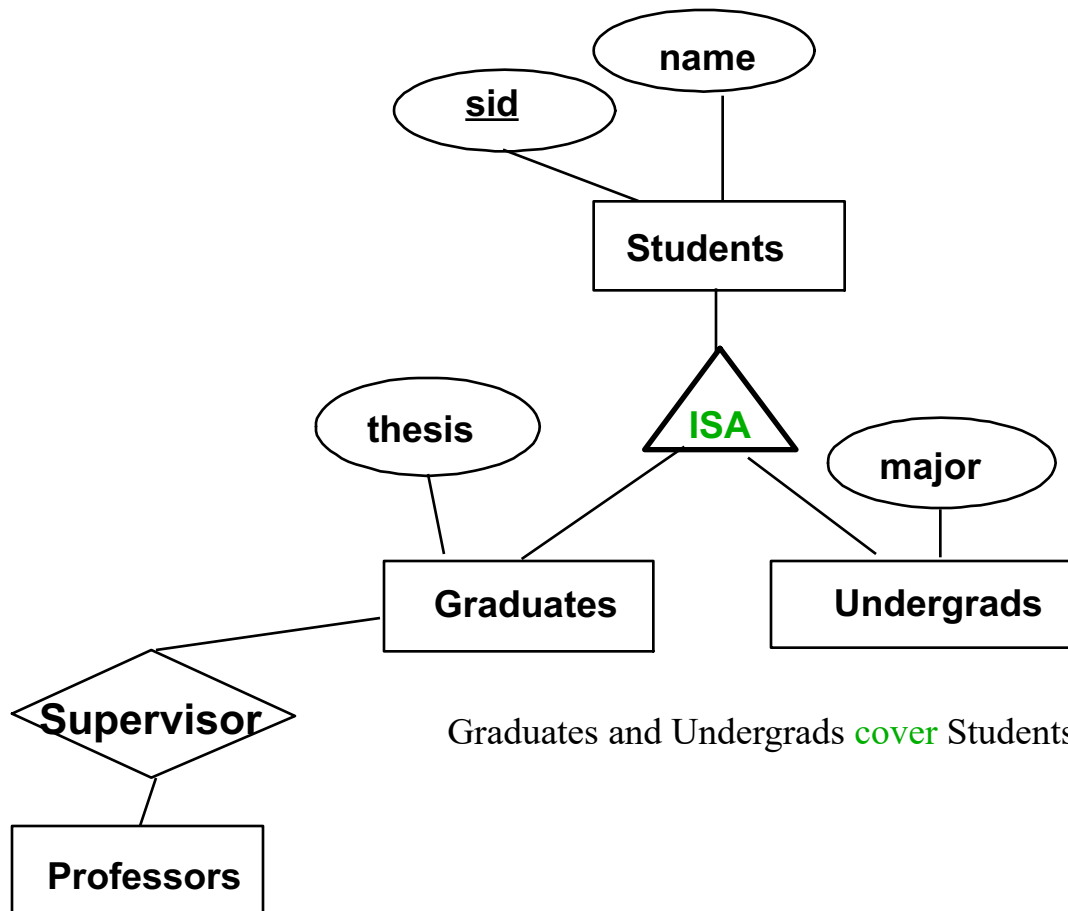 name
sid
Students
ISA
thesis
major
Graduates
Undergrads
Supervisor
Graduates and Undergrads cover Students
Professors